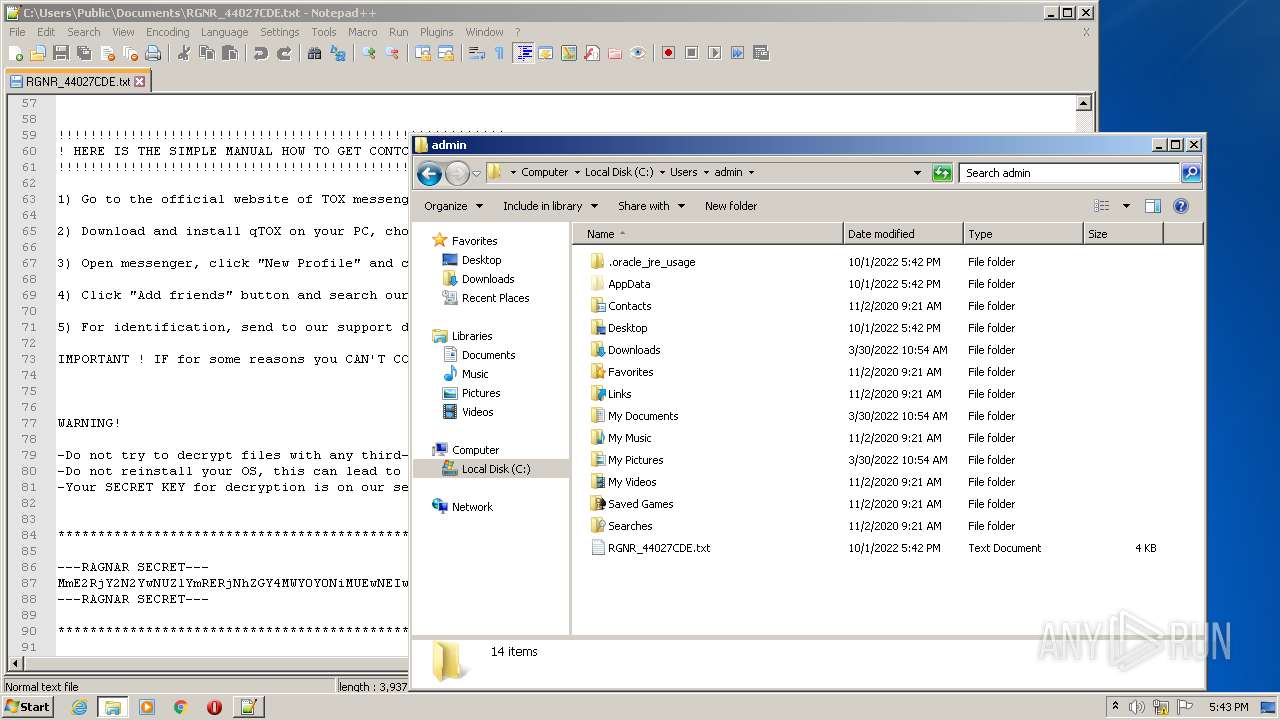 C:\Users\Public\Documents\RGNR_44027CDE.txt - Notepad++
File Edit Search View Encoding Language Settings Tools Macro Run Plugins Window ? X
RGNR_44027CDE.txt
57
58
59
60 ! HERE IS THE SIMPLE MANUAL HOW TO GET CONTC
61
62
63 1) Go to the official website of TOX messeng
64
65 2) Download and install qTOX on your PC, cho
66
67 3) Open messenger, click "New Profile" and c
68
69 4) Click "Add friends" button and search our
70
71 5) For identification, send to our support d
72
73 IMPORTANT ! IF for some reasons you CAN'T CO
74
75
76
77 WARNING!
78
79 -Do not try to decrypt files with any third-
80 -Do not reinstall your OS, this can lead to
81 -Your SECRET KEY for decryption is on our se
82
83
84
85
86 ---RAGNAR SECRET---
87
88 ---RAGNAR SECRET---
89
90
91
Normal text file length : 3,937
admin
Computer Local Disk (C:) Users admin
Search admin
Organize Include in library Share with New folder
Favorites
Desktop
Downloads
Recent Places
Libraries
Documents
Music
Pictures
Videos
Computer
Local Disk (C:)
Network
Name Date modified Type Size
.oracle_jre_usage 10/1/2022 5:42 PM File folder
AppData 10/1/2022 5:42 PM File folder
Contacts 11/2/2020 9:21 AM File folder
Desktop 10/1/2022 5:42 PM File folder
Downloads 3/30/2022 10:54 AM File folder
Favorites 11/2/2020 9:21 AM File folder
Links 11/2/2020 9:21 AM File folder
My Documents 3/30/2022 10:54 AM File folder
My Music 11/2/2020 9:21 AM File folder
My Pictures 3/30/2022 10:54 AM File folder
My Videos 11/2/2020 9:21 AM File folder
Saved Games 11/2/2020 9:21 AM File folder
Searches 11/2/2020 9:21 AM File folder
RGNR_44027CDE.txt 10/1/2022 5:42 PM Text Document 4 KB
14 items
ANY RUN
Start 5:43 PM